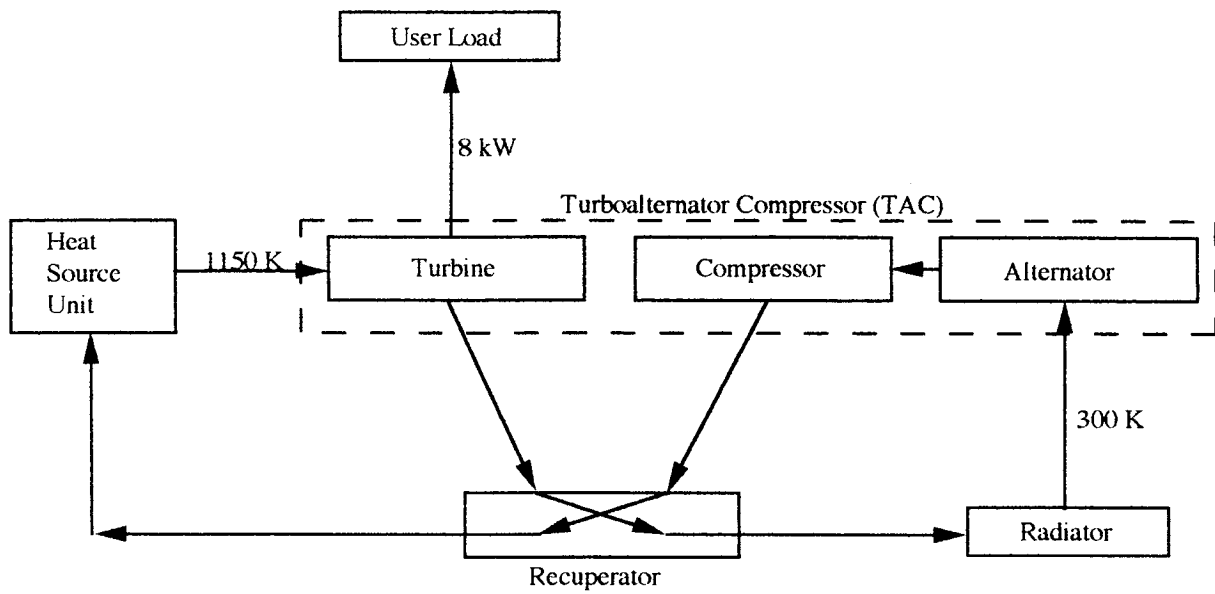 User Load
8 kW
Turboalternator Compressor (TAC)
Heat
Source
Unit
1150 K
Turbine
Compressor
Alternator
300 K
Radiator
Recuperator